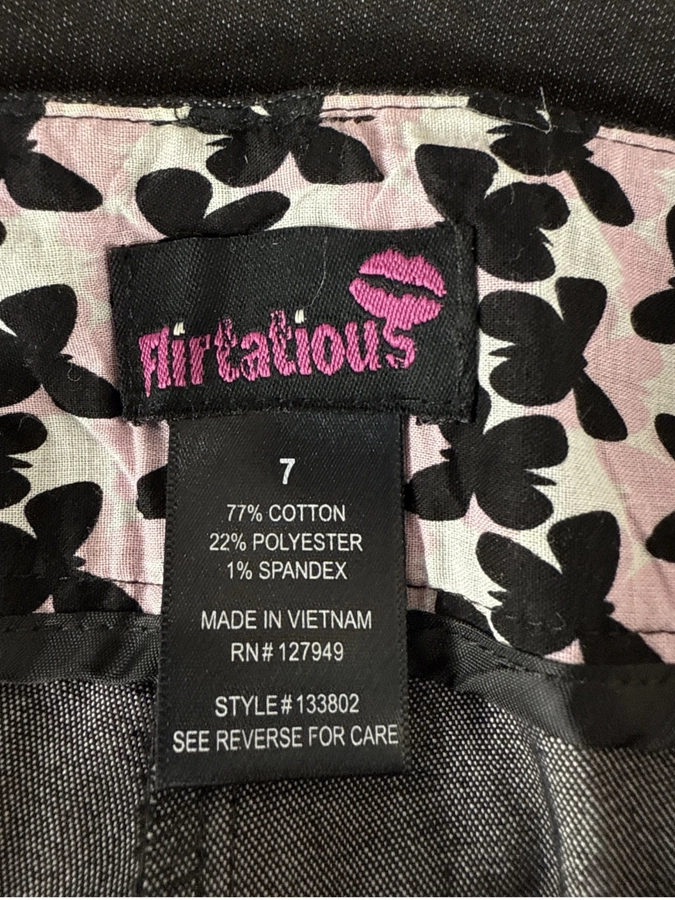 flirtatious
7
77% COTTON
22% POLYESTER
1% SPANDEX
MADE IN VIETNAM
RN# 127949
STYLE# 133802
SEE REVERSE FOR CARE